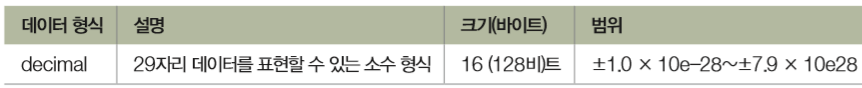 데이터 형식 설명 크기(바이트) 범위
decimal 29자리 데이터를 표현할 수 있는 소수 형식 16 (128비)트 ±1.0 × 10e–28~±7.9 × 10e28